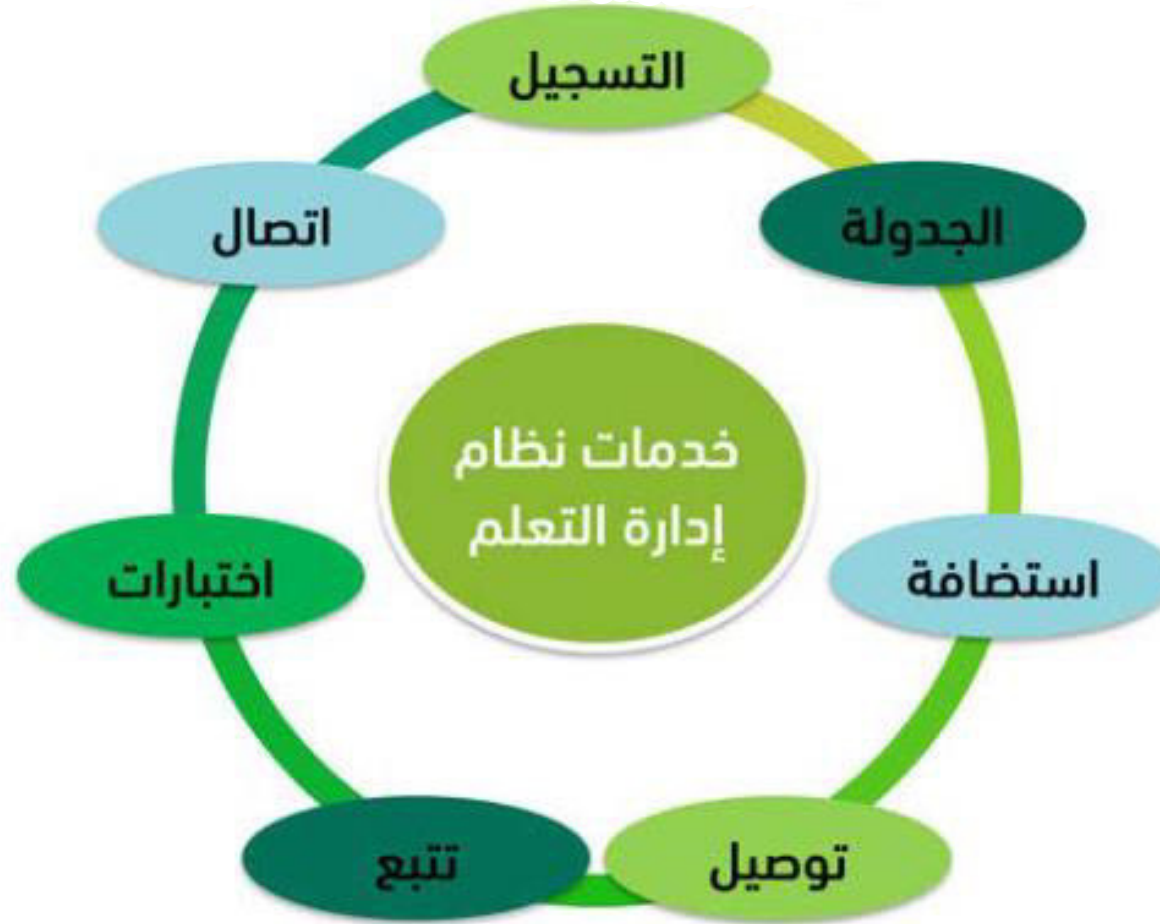 التسجيل
الجدولة
استضافة
توصيل
تتبع
اختبارات
اتصال
خدمات نظام
إدارة التعلم